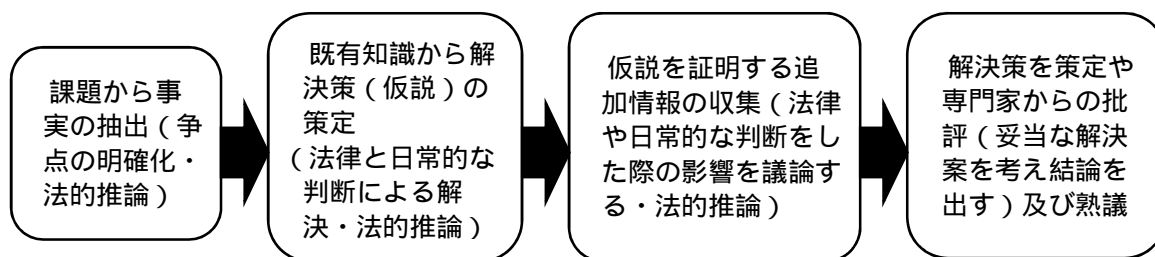 課題から事
実の抽出（争
点の明確化・
法的推論）
既有知識から解
決策（仮説）の
策定
（法律と日常的な
判断による解
決・法的推論）
仮説を証明する追
加情報の収集（法律
や日常的な判断をし
た際の影響を議論す
る・法的推論）
解決策を策定や
専門家からの批
評（妥当な解決
案を考え結論を
出す）及び熟議